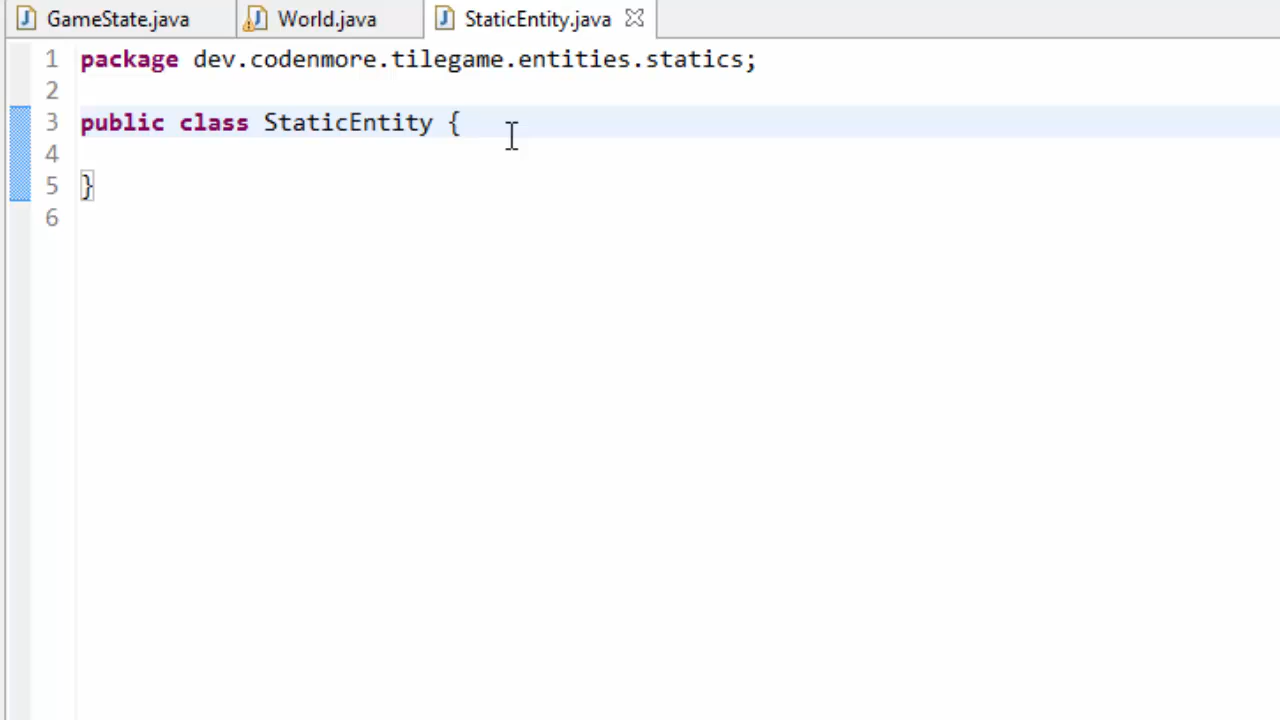 GameState.java World.java StaticEntity.java
1 package dev.codenmore.tilegame.entities.statics;
2
3 public class StaticEntity {
4
5 }
6